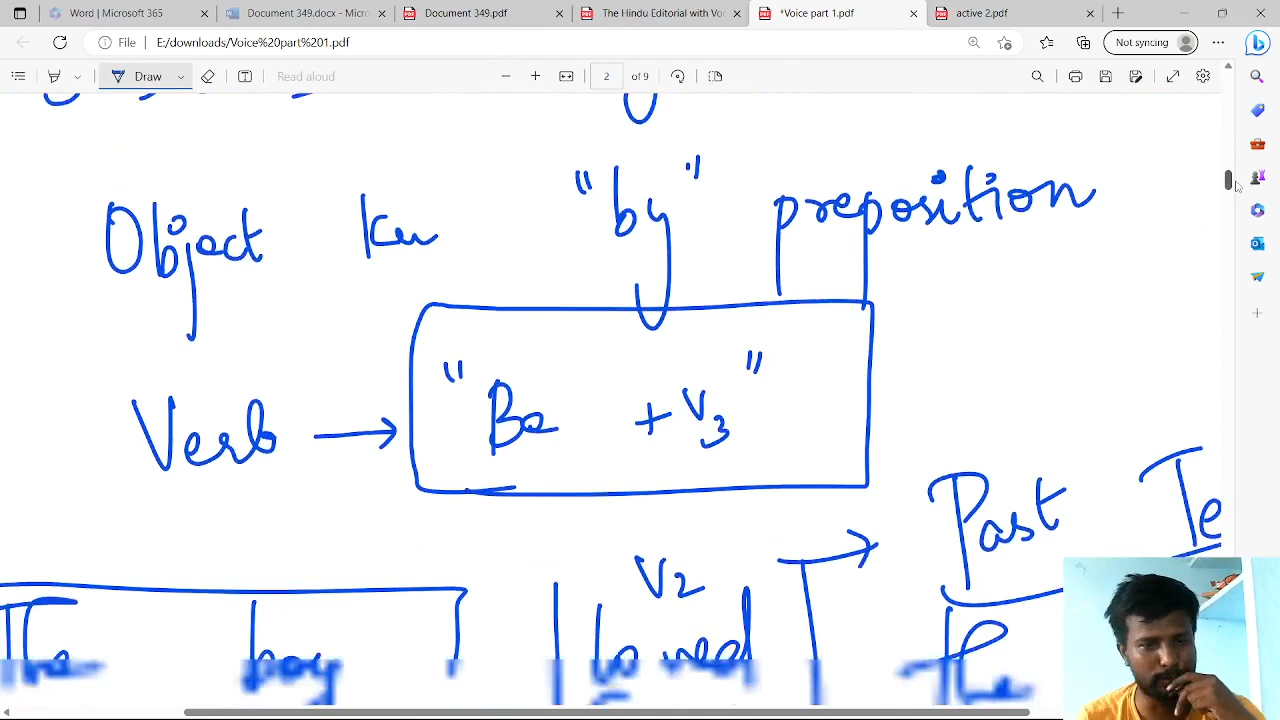 Word | Microsoft 365
Document 349.docx - Micros
Document 349.pdf
The Hindu Editorial with Voc
*Voice part 1.pdf
active 2.pdf
File
E:/downloads/Voice%20part%201.pdf
Not syncing
Draw
Read aloud
2
of 9
Object ku "by" preposition
Verb → "Be + V3"
Past Te
V2
The boy loved The